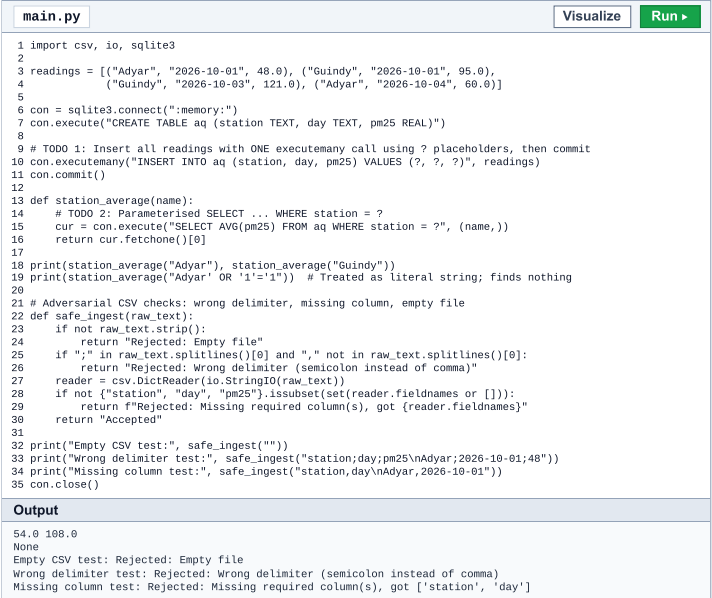 main.py
Visualize
Run ▸
1 import csv, io, sqlite3
2
3 readings = [("Adyar", "2026-10-01", 48.0), ("Guindy", "2026-10-01", 95.0),
4             ("Guindy", "2026-10-03", 121.0), ("Adyar", "2026-10-04", 60.0)]
5
6 con = sqlite3.connect(":memory:")
7 con.execute("CREATE TABLE aq (station TEXT, day TEXT, pm25 REAL)")
8
9 # TODO 1: Insert all readings with ONE executemany call using ? placeholders, then commit
10 con.executemany("INSERT INTO aq (station, day, pm25) VALUES (?, ?, ?)", readings)
11 con.commit()
12
13 def station_average(name):
14     # TODO 2: Parameterised SELECT ... WHERE station = ?
15     cur = con.execute("SELECT AVG(pm25) FROM aq WHERE station = ?", (name,))
16     return cur.fetchone()[0]
17
18 print(station_average("Adyar"), station_average("Guindy"))
19 print(station_average("Adyar' OR '1'='1"))  # Treated as literal string; finds nothing
20
21 # Adversarial CSV checks: wrong delimiter, missing column, empty file
22 def safe_ingest(raw_text):
23     if not raw_text.strip():
24         return "Rejected: Empty file"
25     if ";" in raw_text.splitlines()[0] and "," not in raw_text.splitlines()[0]:
26         return "Rejected: Wrong delimiter (semicolon instead of comma)"
27     reader = csv.DictReader(io.StringIO(raw_text))
28     if not {"station", "day", "pm25"}.issubset(set(reader.fieldnames or [])):
29         return f"Rejected: Missing required column(s), got {reader.fieldnames}"
30     return "Accepted"
31
32 print("Empty CSV test:", safe_ingest(""))
33 print("Wrong delimiter test:", safe_ingest("station;day;pm25\nAdyar;2026-10-01;48"))
34 print("Missing column test:", safe_ingest("station,day\nAdyar,2026-10-01"))
35 con.close()
Output
54.0 108.0
None
Empty CSV test: Rejected: Empty file
Wrong delimiter test: Rejected: Wrong delimiter (semicolon instead of comma)
Missing column test: Rejected: Missing required column(s), got ['station', 'day']